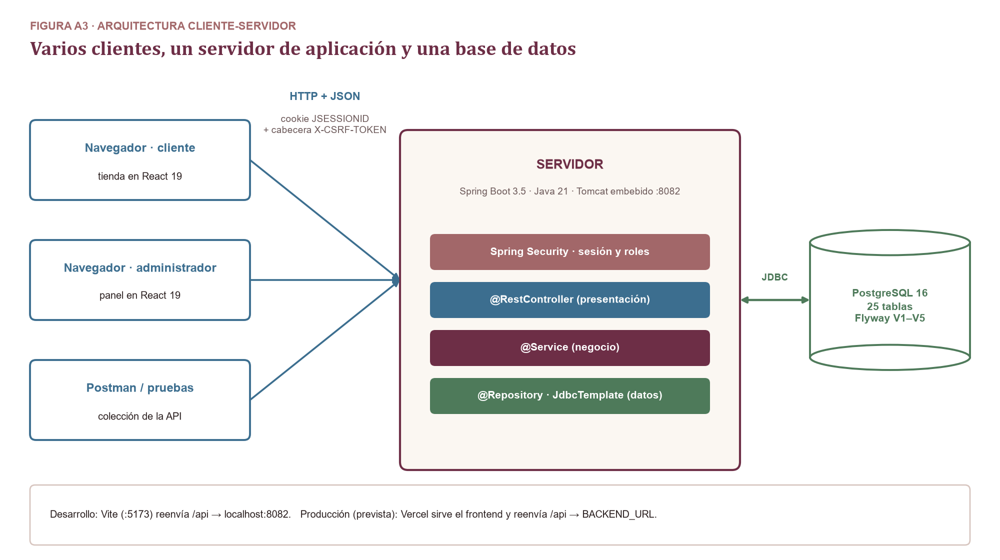 FIGURA A3 · ARQUITECTURA CLIENTE-SERVIDOR
Varios clientes, un servidor de aplicación y una base de datos
HTTP + JSON
cookie JSESSIONID
+ cabecera X-CSRF-TOKEN
Navegador · cliente
tienda en React 19
Navegador · administrador
panel en React 19
Postman / pruebas
colección de la API
SERVIDOR
Spring Boot 3.5 · Java 21 · Tomcat embebido :8082
Spring Security · sesión y roles
@RestController (presentación)
@Service (negocio)
@Repository · JdbcTemplate (datos)
JDBC
PostgreSQL 16
25 tablas
Flyway V1–V5
Desarrollo: Vite (:5173) reenvía /api → localhost:8082. Producción (prevista): Vercel sirve el frontend y reenvía /api → BACKEND_URL.